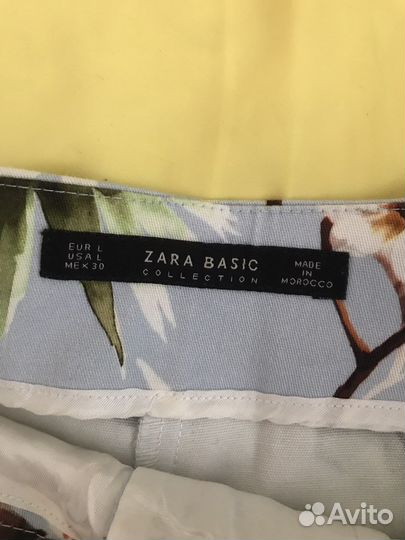 EUR L
USA L
MEX 30
ZARA BASIC
COLLECTION
MADE
IN
MOROCCO
Avito